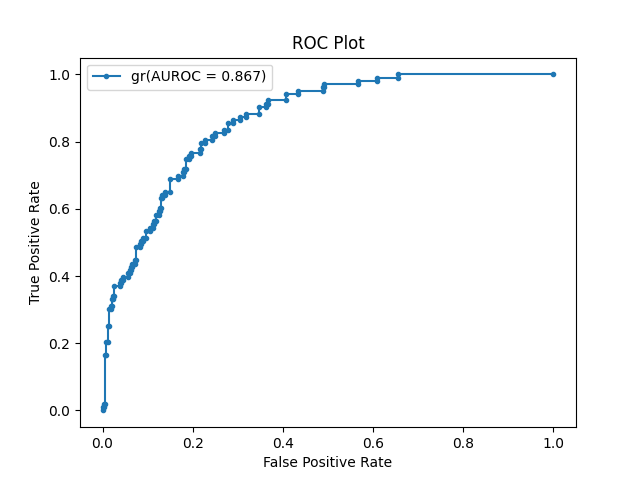 ROC Plot
gr(AUROC = 0.867)
True Positive Rate
1.0
0.8
0.6
0.4
0.2
0.0
0.0 0.2 0.4 0.6 0.8 1.0
False Positive Rate